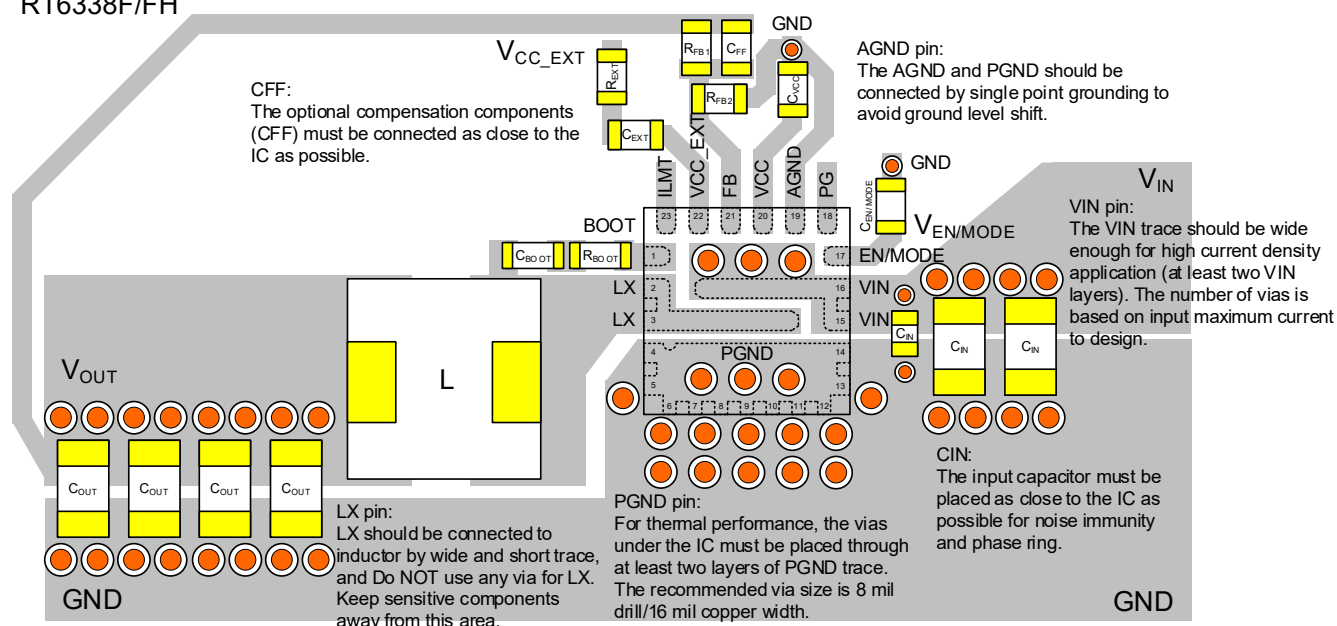 RT6338F/FH
GND
VCC_EXT
REXT
RFB1
CFF
AGND pin:
The AGND and PGND should be
connected by single point grounding to
avoid ground level shift.
CFF:
The optional compensation components
(CFF) must be connected as close to the
IC as possible.
RFB2
CVCC
CEXT
ILMT
VCC_EXT
FB
VCC
AGND
PG
GND
CEN/MODE
VIN
VIN pin:
The VIN trace should be wide
enough for high current density
application (at least two VIN
layers). The number of vias is
based on input maximum current
to design.
BOOT
23 22 21 20 19 18
VEN/MODE
CBOOT
RBOOT
1
17
EN/MODE
LX
2
16
VIN
LX
3
15
VIN
CIN
CIN
CIN
4
PGND
14
VOUT
L
5
13
6 7 8 9 10 11 12
COUT
COUT
COUT
COUT
CIN:
The input capacitor must be
placed as close to the IC as
possible for noise immunity
and phase ring.
LX pin:
LX should be connected to
inductor by wide and short trace,
and Do NOT use any via for LX.
Keep sensitive components
away from this area.
PGND pin:
For thermal performance, the vias
under the IC must be placed through
at least two layers of PGND trace.
The recommended via size is 8 mil
drill/16 mil copper width.
GND
GND